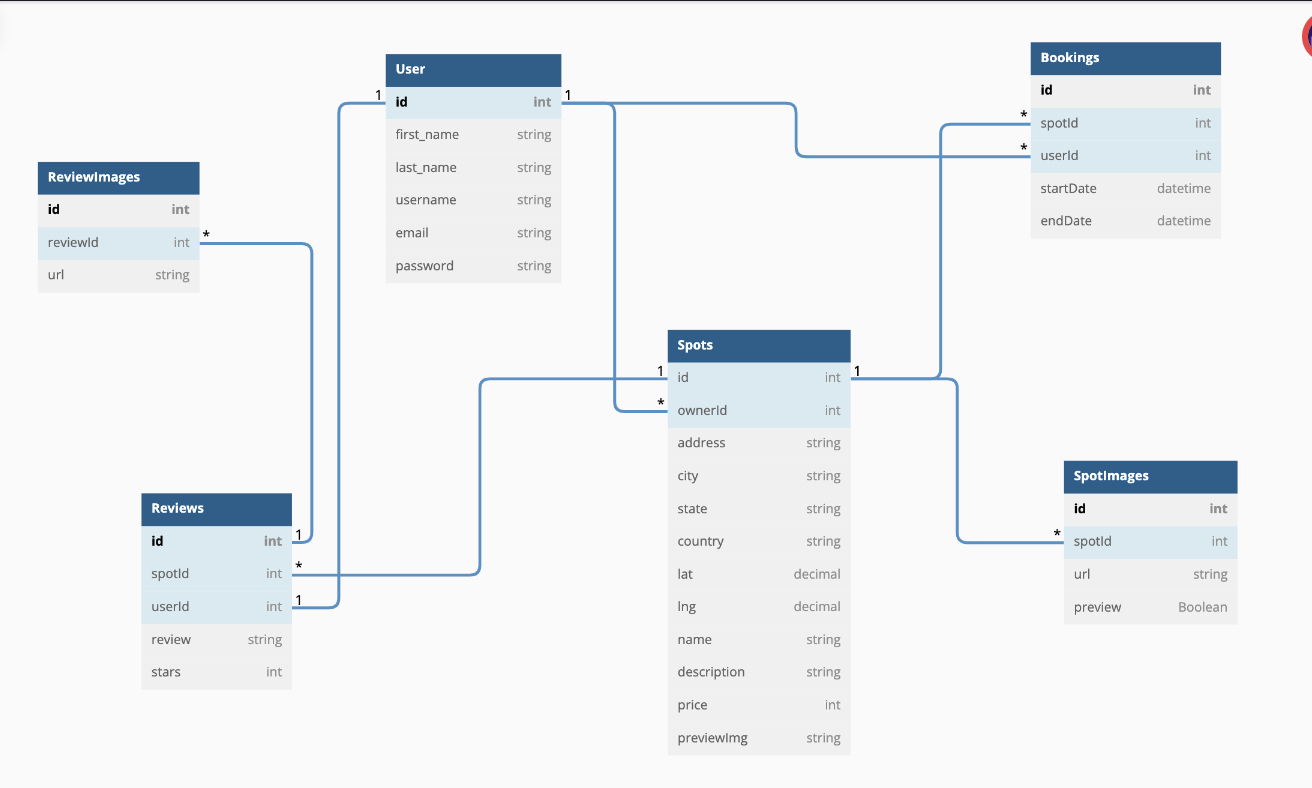 User
1 id int 1
first_name string
last_name string
username string
email string
password string
Bookings
id int
* spotId int
* userId int
startDate datetime
endDate datetime
ReviewImages
id int
reviewId int *
url string
Spots
1 id int 1
* ownerId int
address string
city string
state string
country string
lat decimal
lng decimal
name string
description string
price int
previewImg string
Reviews
id int 1
spotId int *
userId int 1
review string
stars int
SpotImages
id int
* spotId int
url string
preview Boolean